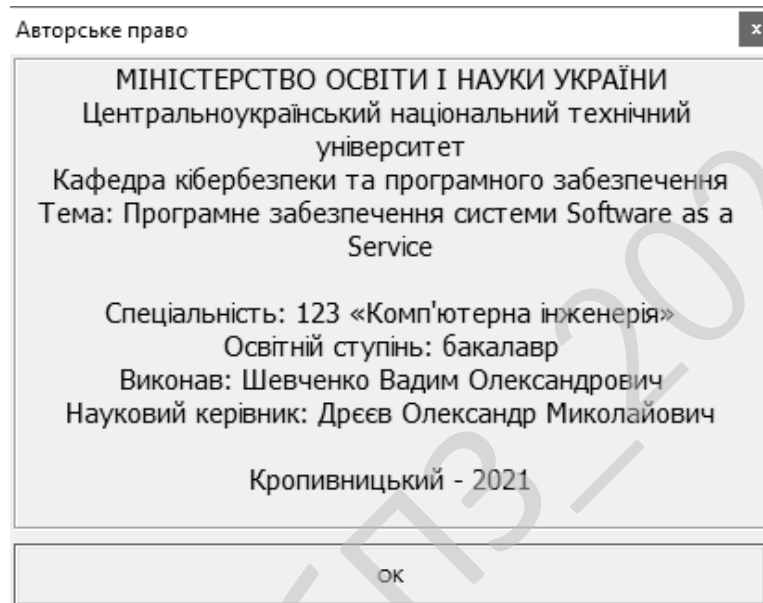 Авторське право
x
МІНІСТЕРСТВО ОСВІТИ І НАУКИ УКРАЇНИ
Центральноукраїнський національний технічний
університет
Кафедра кібербезпеки та програмного забезпечення
Тема: Програмне забезпечення системи Software as a
Service
Спеціальність: 123 «Комп'ютерна інженерія»
Освітній ступінь: бакалавр
Виконав: Шевченко Вадим Олександрович
Науковий керівник: Дрєєв Олександр Миколайович
Кропивницький - 2021
ОК